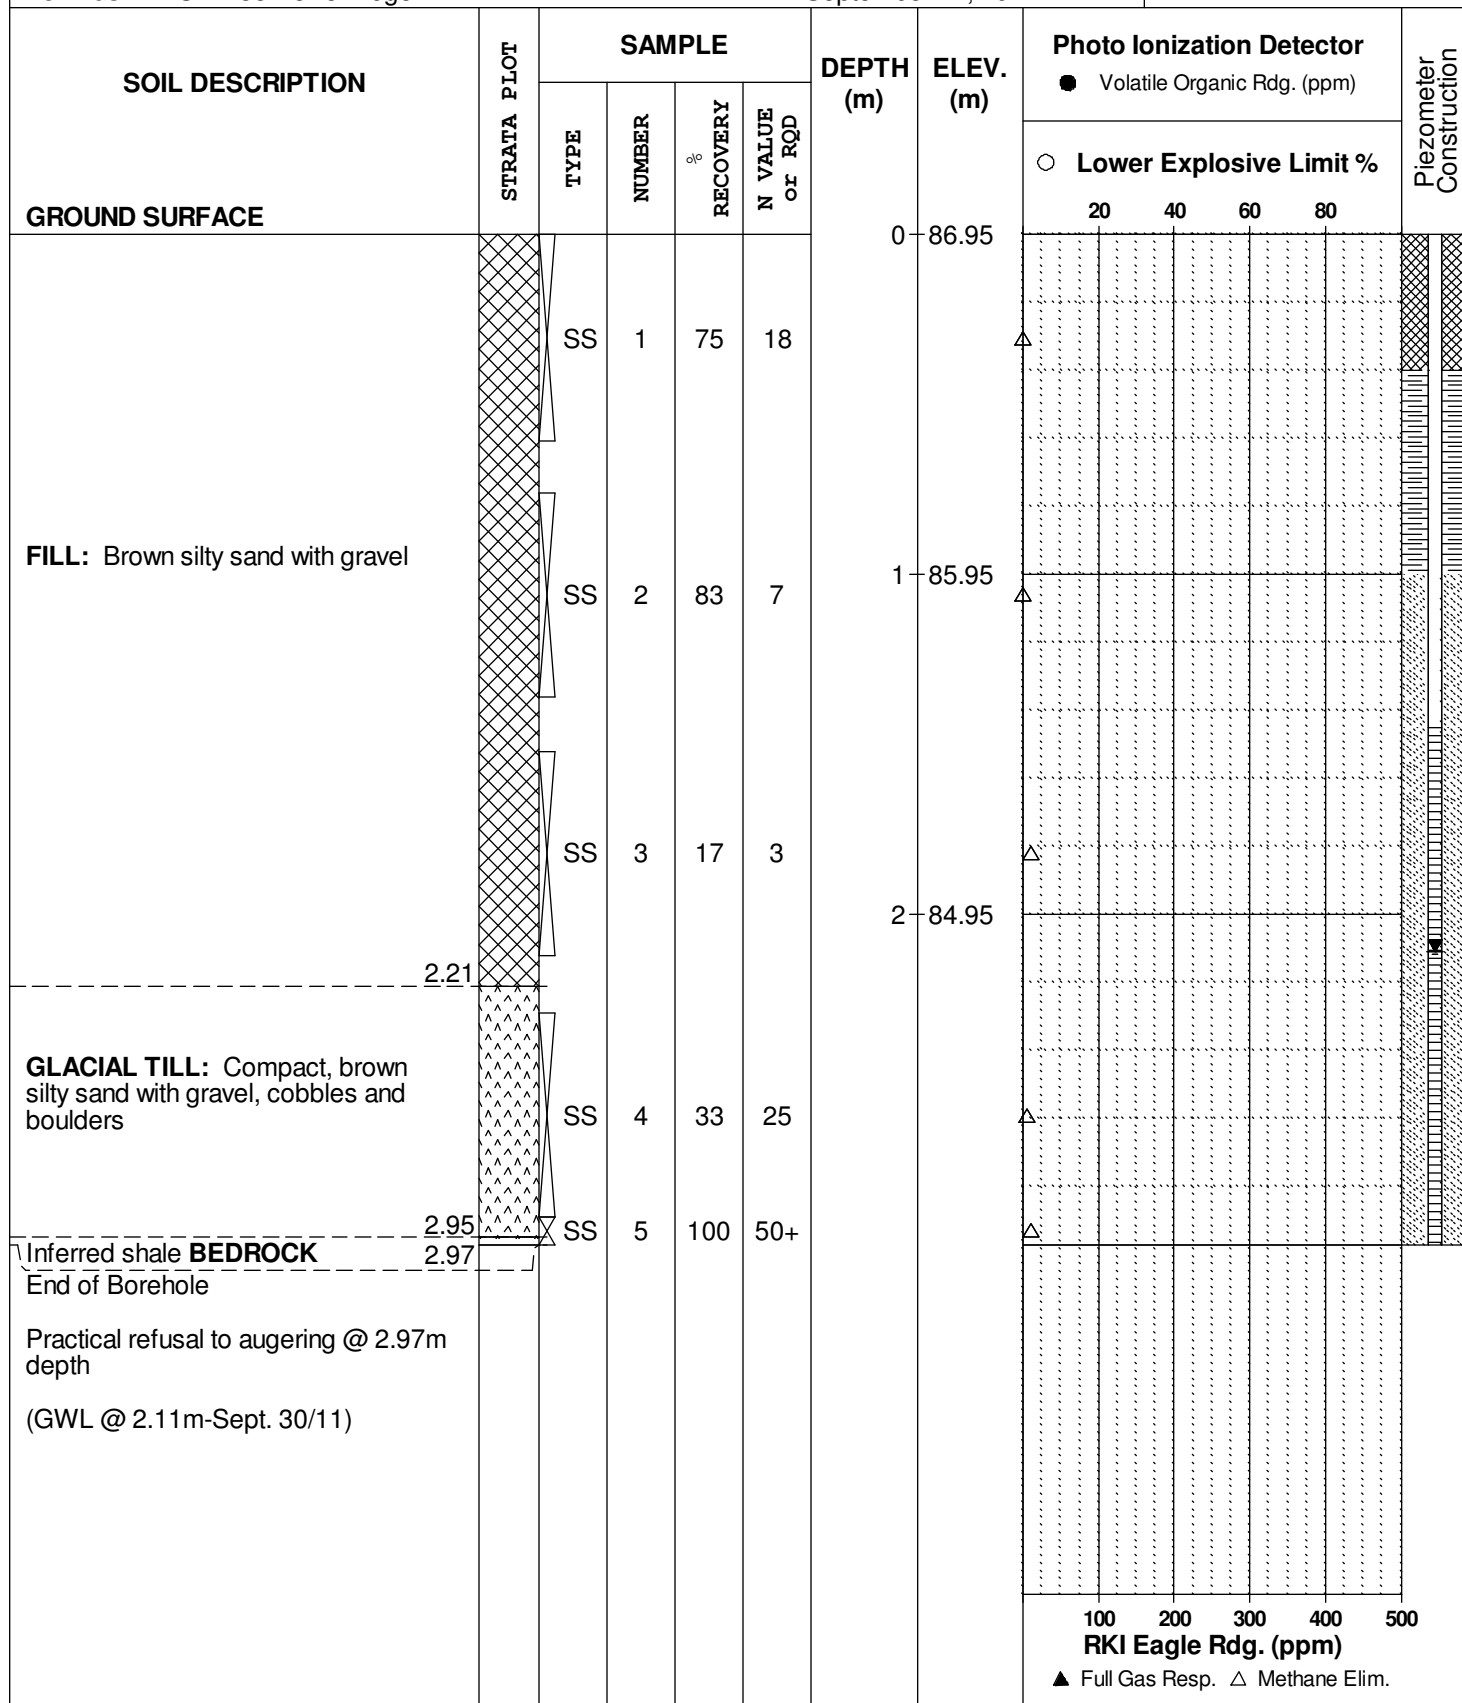 SOIL DESCRIPTION
GROUND SURFACE
STRATA PLOT
SAMPLE
TYPE
NUMBER
%
RECOVERY
N VALUE
or RQD
DEPTH
(m)
ELEV.
(m)
Photo Ionization Detector
● Volatile Organic Rdg. (ppm)
○ Lower Explosive Limit %
20 40 60 80
Piezometer
Construction
0 86.95
SS 1 75 18
FILL: Brown silty sand with gravel
1 85.95
SS 2 83 7
SS 3 17 3
2 84.95
2.21
GLACIAL TILL: Compact, brown
silty sand with gravel, cobbles and
boulders
SS 4 33 25
2.95
SS 5 100 50+
Inferred shale BEDROCK 2.97
End of Borehole
Practical refusal to augering @ 2.97m
depth
(GWL @ 2.11m-Sept. 30/11)
100 200 300 400 500
RKI Eagle Rdg. (ppm)
▲ Full Gas Resp. △ Methane Elim.